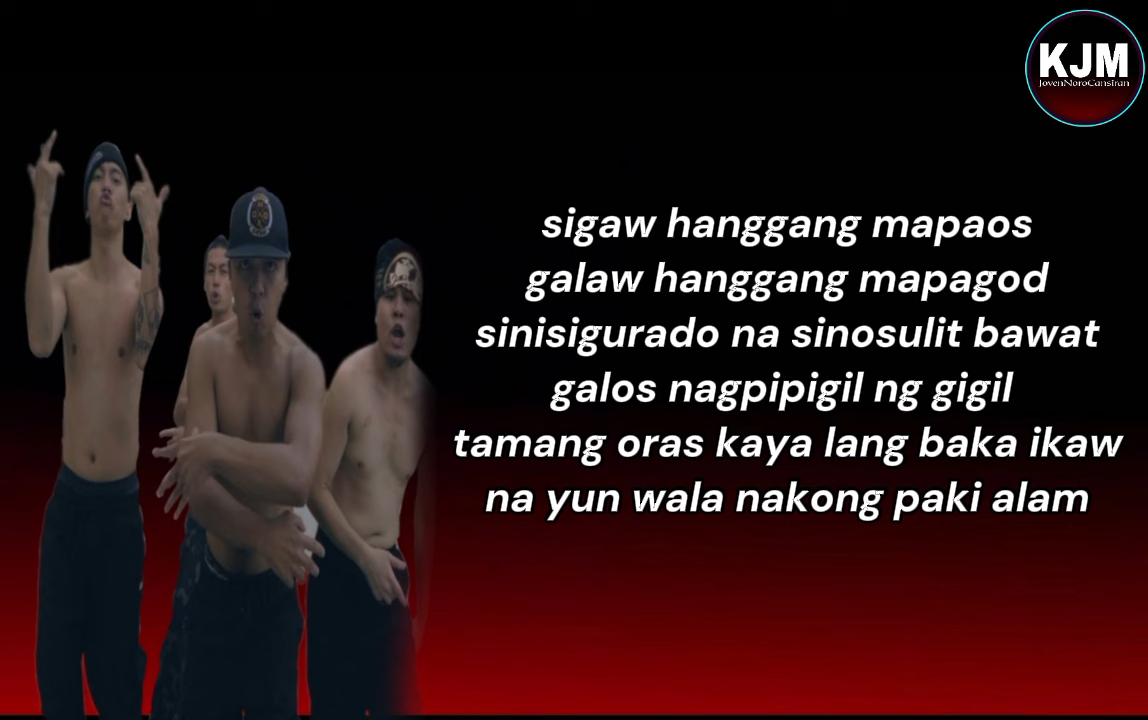 KJM
JovenNoroCansiran
sigaw hanggang mapaos
galaw hanggang mapagod
sinisigurado na sinosulit bawat
galos nagpipigil ng gigil
tamang oras kaya lang baka ikaw
na yun wala nakong paki alam